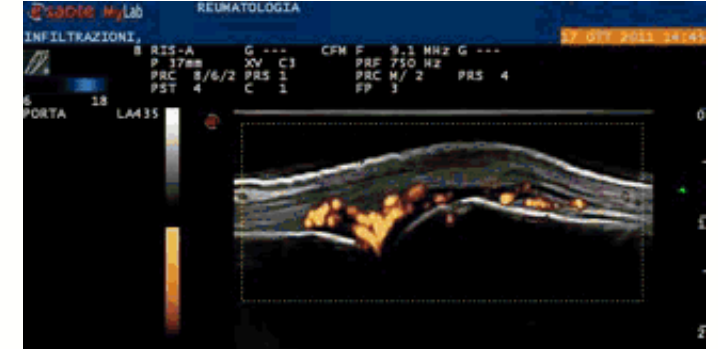 esaote MyLab
REUMATOLOGIA
INFILTRAZIONI,
17 OTT 2011 14:45
8 RIS-A G --- CFM F 9.1 MHz G ---
P 37mm XV C3 PRF 750 Hz
PRC 8/6/2 PRS 1 PRC M/ 2 PRS 4
PST 4 C 1 FP 3
6 18
PORTA LA435
0
2